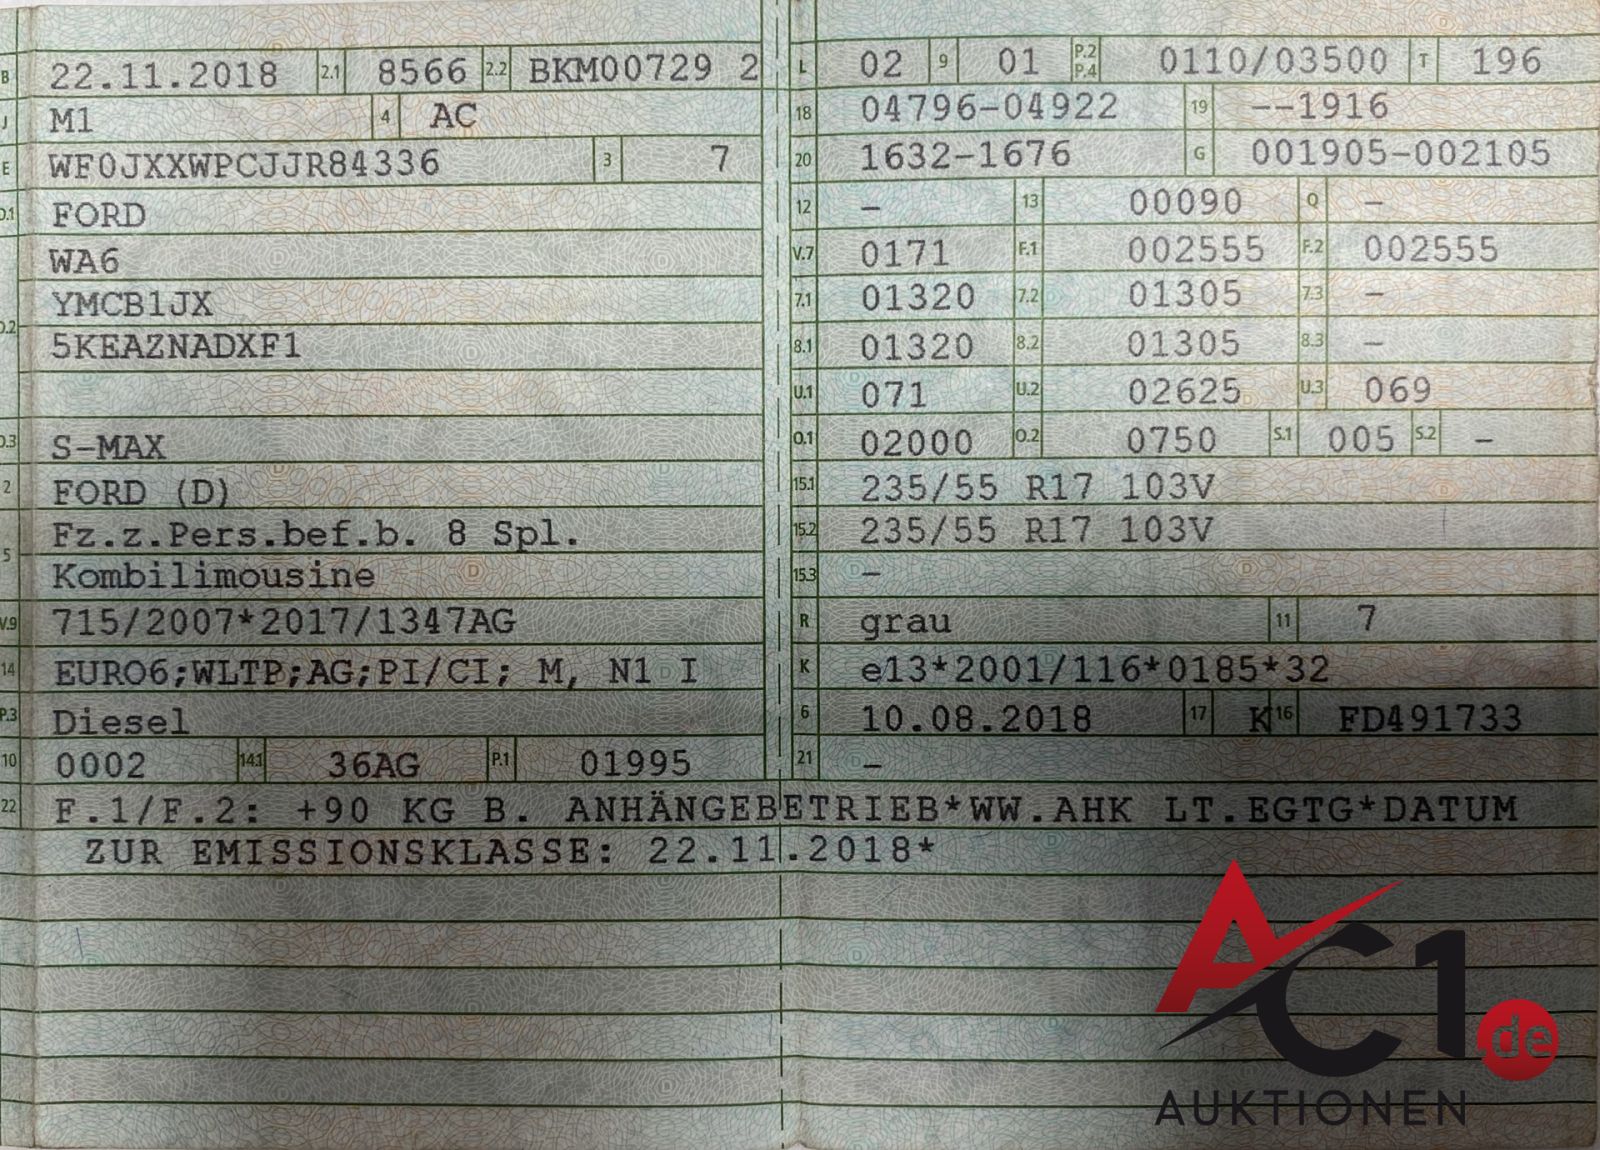 B 22.11.2018 2.1 8566 2.2 BKM00729 2
J M1 4 AC
E WF0JXXWPCJJR84336 3 7
D.1 FORD
WA6
YMCB1JX
D.2 5KEAZNADXF1
D.3 S-MAX
2 FORD (D)
Fz.z.Pers.bef.b. 8 Spl.
5 Kombilimousine
V.9 715/2007*2017/1347AG
14 EURO6;WLTP;AG;PI/CI; M, N1 I
P.3 Diesel
10 0002 14.1 36AG P.1 01995
L 02 9 01 P.2 P.4 0110/03500 T 196
18 04796-04922 19 --1916
20 1632-1676 G 001905-002105
12 - 13 00090 Q -
V.7 0171 F.1 002555 F.2 002555
7.1 01320 7.2 01305 7.3 -
8.1 01320 8.2 01305 8.3 -
U.1 071 U.2 02625 U.3 069
O.1 02000 O.2 0750 S.1 005 S.2 -
15.1 235/55 R17 103V
15.2 235/55 R17 103V
15.3 -
R grau 11 7
K e13*2001/116*0185*32
6 10.08.2018 17 K 16 FD491733
21 -
22 F.1/F.2: +90 KG B. ANHÄNGEBETRIEB*WW.AHK LT.EGTG*DATUM
ZUR EMISSIONSKLASSE: 22.11.2018*
AC1.de
AUKTIONEN